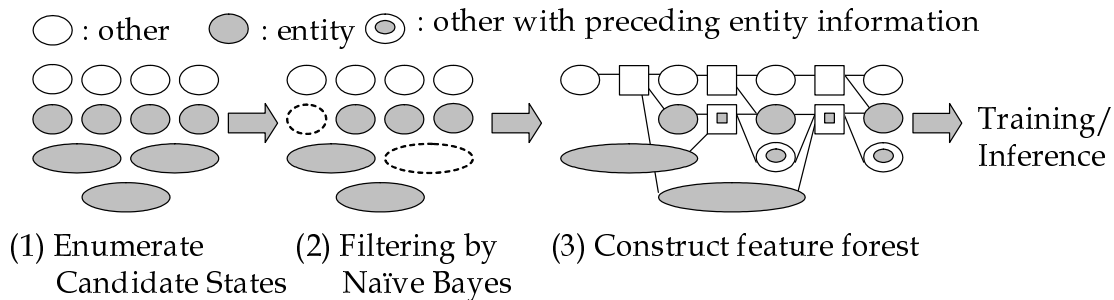 : other : entity : other with preceding entity information
Training/
Inference
(1) Enumerate
Candidate States
(2) Filtering by
Naïve Bayes
(3) Construct feature forest